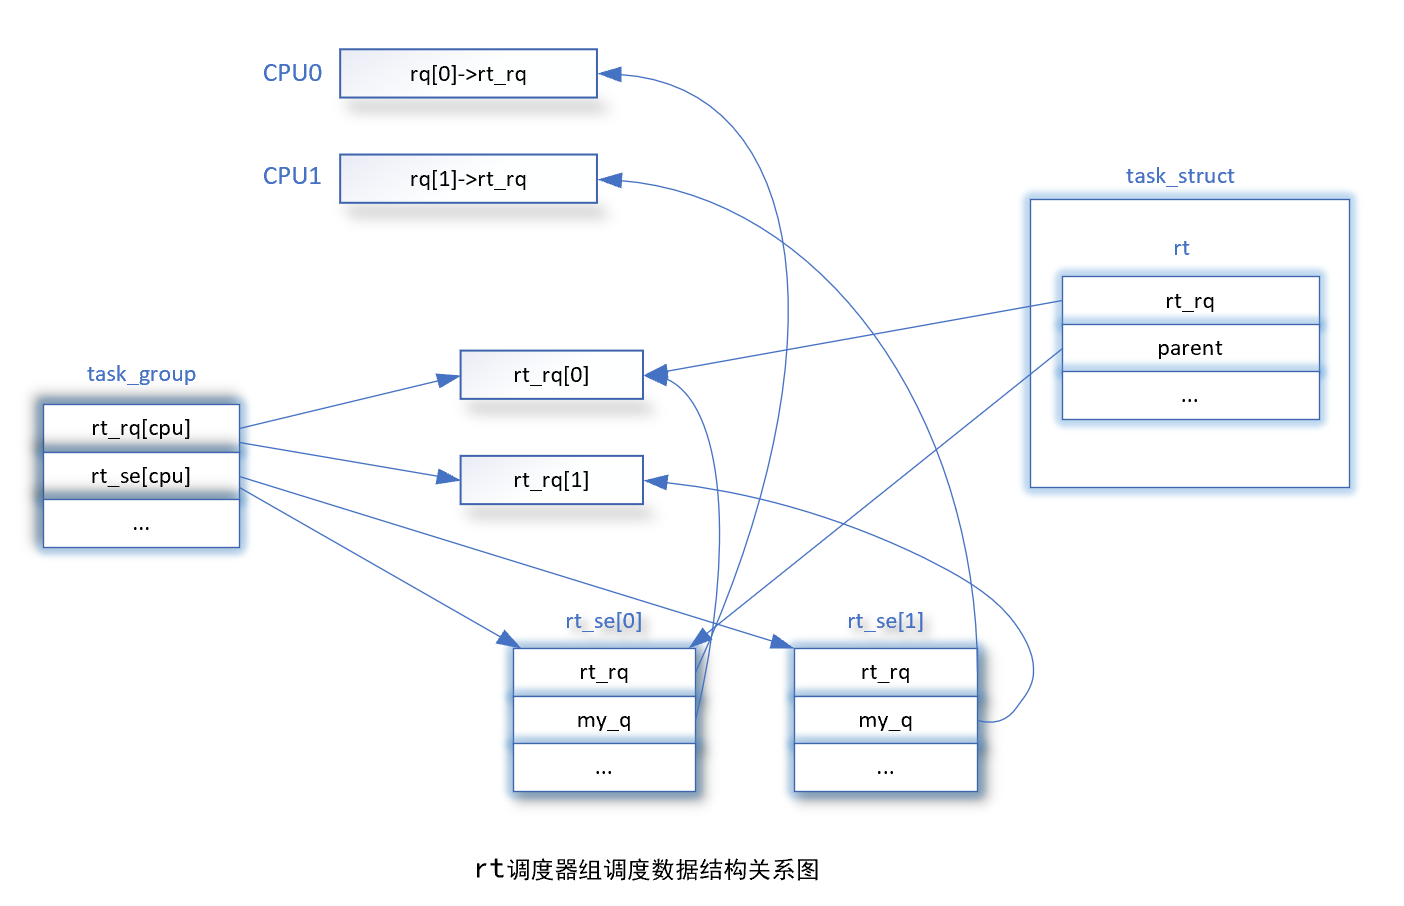 CPU0
rq[0]->rt_rq
CPU1
rq[1]->rt_rq
task_struct
rt
rt_rq
parent
...
task_group
rt_rq[cpu]
rt_se[cpu]
...
rt_rq[0]
rt_rq[1]
rt_se[0]
rt_rq
my_q
...
rt_se[1]
rt_rq
my_q
...
rt调度器组调度数据结构关系图